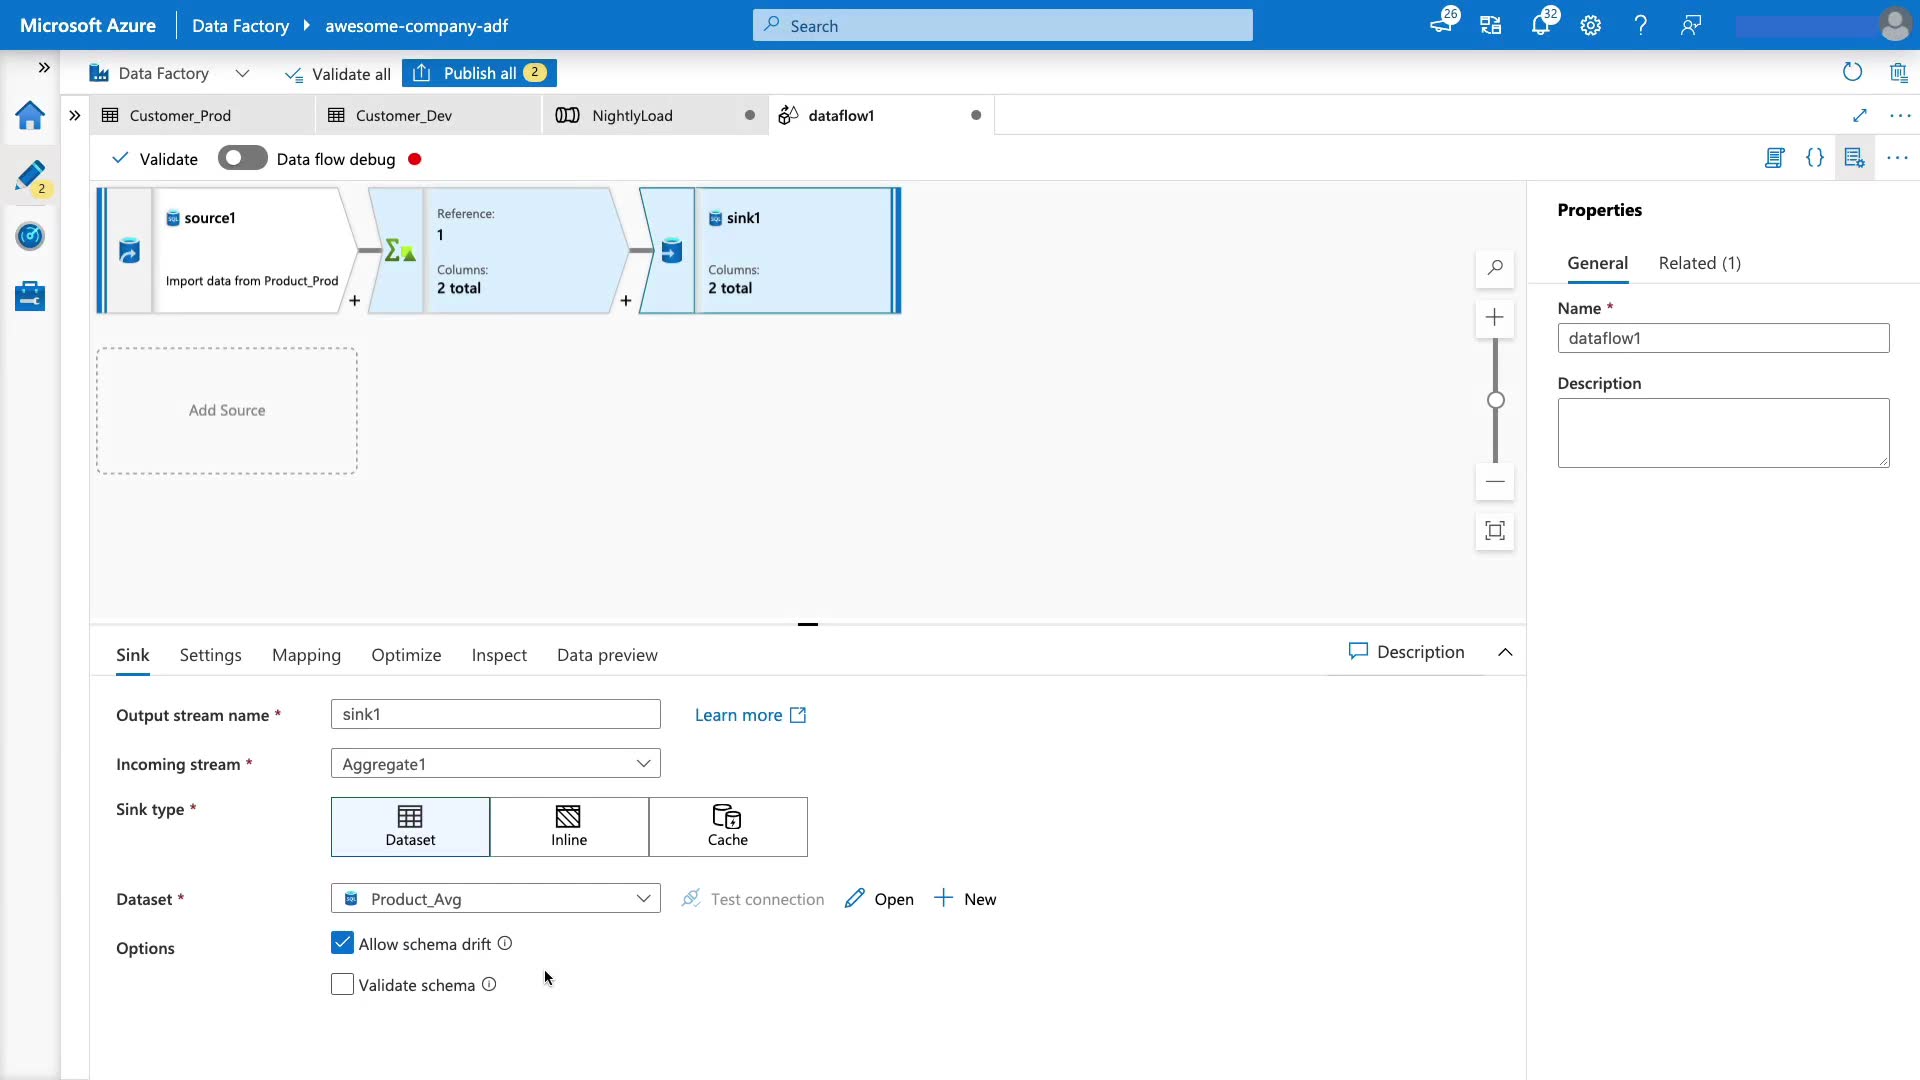 Microsoft Azure
Data Factory
awesome-company-adf
Search
26
32
Data Factory
Validate all
Publish all
2
2
Customer_Prod
Customer_Dev
NightlyLoad
dataflow1
Validate
Data flow debug
source1
Import data from Product_Prod
Reference:
1
Columns:
2 total
sink1
Columns:
2 total
Add Source
Properties
General
Related (1)
Name *
dataflow1
Description
Sink
Settings
Mapping
Optimize
Inspect
Data preview
Description
Output stream name *
sink1
Learn more
Incoming stream *
Aggregate1
Sink type *
Dataset
Inline
Cache
Dataset *
Product_Avg
Test connection
Open
New
Options
Allow schema drift
Validate schema